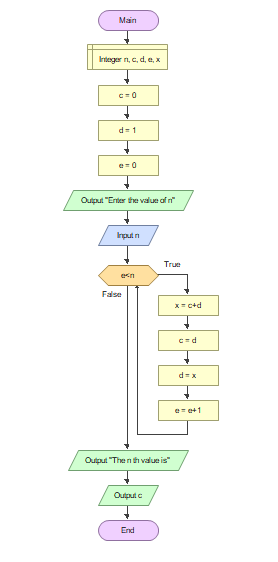 Main
Integer n, c, d, e, x
c = 0
d = 1
e = 0
Output "Enter the value of n"
Input n
e<n
True
False
x = c+d
c = d
d = x
e = e+1
Output "The n th value is"
Output c
End